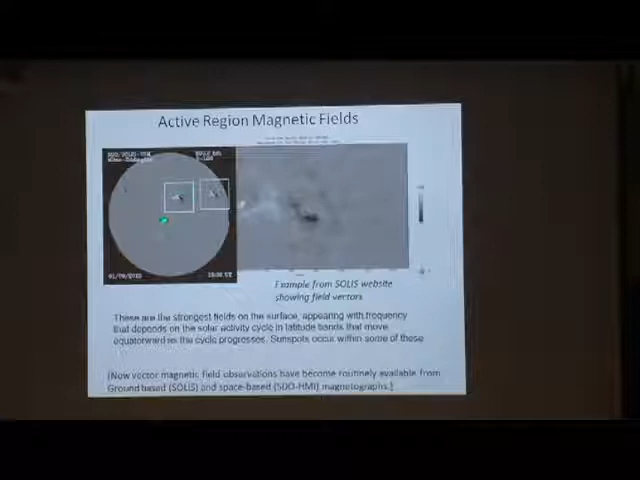 Active Region Magnetic Fields
Example from SOLIS website
showing field vectors
These are the strongest fields on the surface, appearing with frequency
that depends on the solar activity cycle in latitude bands that move
equatorward as the cycle progresses. Sunspots occur within some of these
(Now vector magnetic field observations have become routinely available from
Ground based (SOLIS) and space-based (SDO-HMI) magnetographs.)